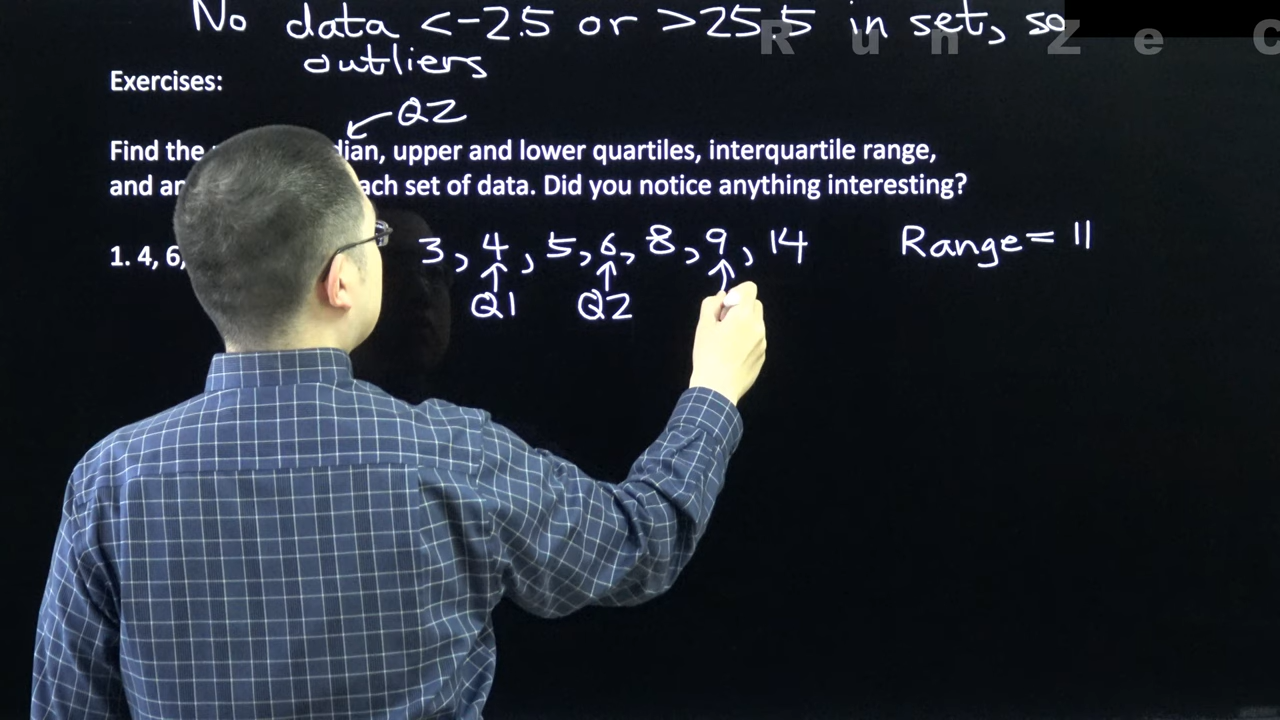 No data <-2.5 or >25.5 in set, so
R u n Z e C
outliers
Exercises:
Q2
Find the dian, upper and lower quartiles, interquartile range,
and an ach set of data. Did you notice anything interesting?
1. 4, 6, 3, 4, 5, 6, 8, 9, 14 Range = 11
Q1 Q2